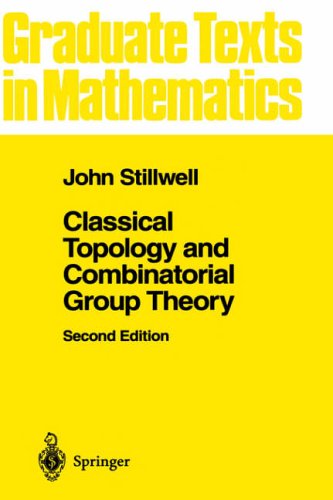 Graduate Texts
in Mathematics
John Stillwell
Classical
Topology and
Combinatorial
Group Theory
Second Edition
Springer